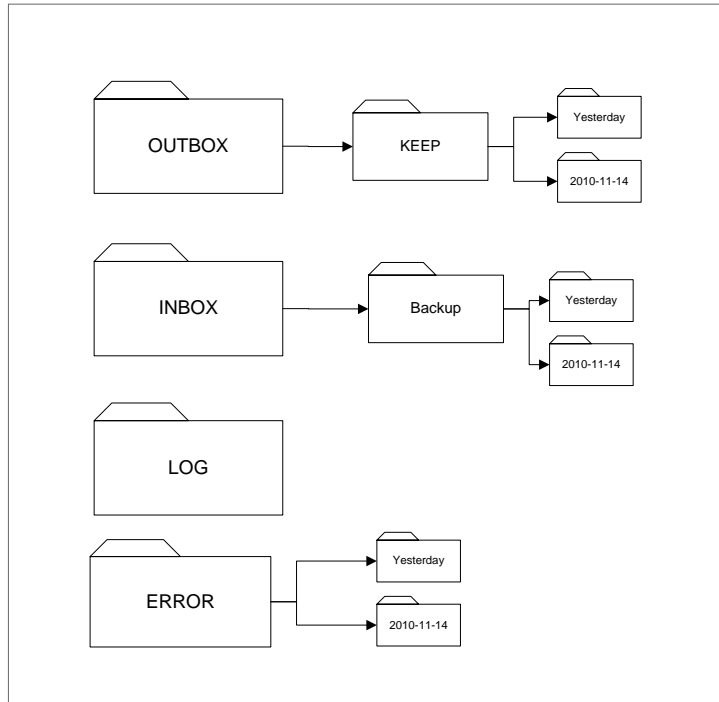 OUTBOX
KEEP
Yesterday
2010-11-14
INBOX
Backup
Yesterday
2010-11-14
LOG
ERROR
Yesterday
2010-11-14